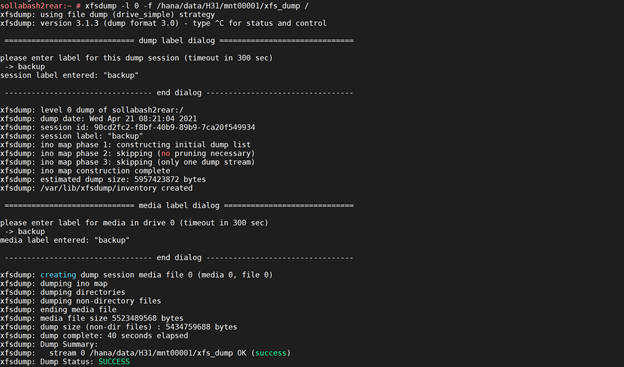 sollabash2rear:~ # xfsdump -l 0 -f /hana/data/H31/mnt00001/xfs_dump /
xfsdump: using file dump (drive_simple) strategy
xfsdump: version 3.1.3 (dump format 3.0) - type ^C for status and control

 ============================= dump label dialog ==============================

please enter label for this dump session (timeout in 300 sec)
 -> backup
session label entered: "backup"

 --------------------------------- end dialog ---------------------------------

xfsdump: level 0 dump of sollabash2rear:/
xfsdump: dump date: Wed Apr 21 08:21:04 2021
xfsdump: session id: 90cd2fc2-f8bf-40b9-89b9-7ca20f549934
xfsdump: session label: "backup"
xfsdump: ino map phase 1: constructing initial dump list
xfsdump: ino map phase 2: skipping (no pruning necessary)
xfsdump: ino map phase 3: skipping (only one dump stream)
xfsdump: ino map construction complete
xfsdump: estimated dump size: 5957423872 bytes
xfsdump: /var/lib/xfsdump/inventory created

 ============================= media label dialog =============================

please enter label for media in drive 0 (timeout in 300 sec)
 -> backup
media label entered: "backup"

 --------------------------------- end dialog ---------------------------------

xfsdump: creating dump session media file 0 (media 0, file 0)
xfsdump: dumping ino map
xfsdump: dumping directories
xfsdump: dumping non-directory files
xfsdump: ending media file
xfsdump: media file size 5523489568 bytes
xfsdump: dump size (non-dir files) : 5434759688 bytes
xfsdump: dump complete: 40 seconds elapsed
xfsdump: Dump Summary:
xfsdump:   stream 0 /hana/data/H31/mnt00001/xfs_dump OK (success)
xfsdump: Dump Status: SUCCESS